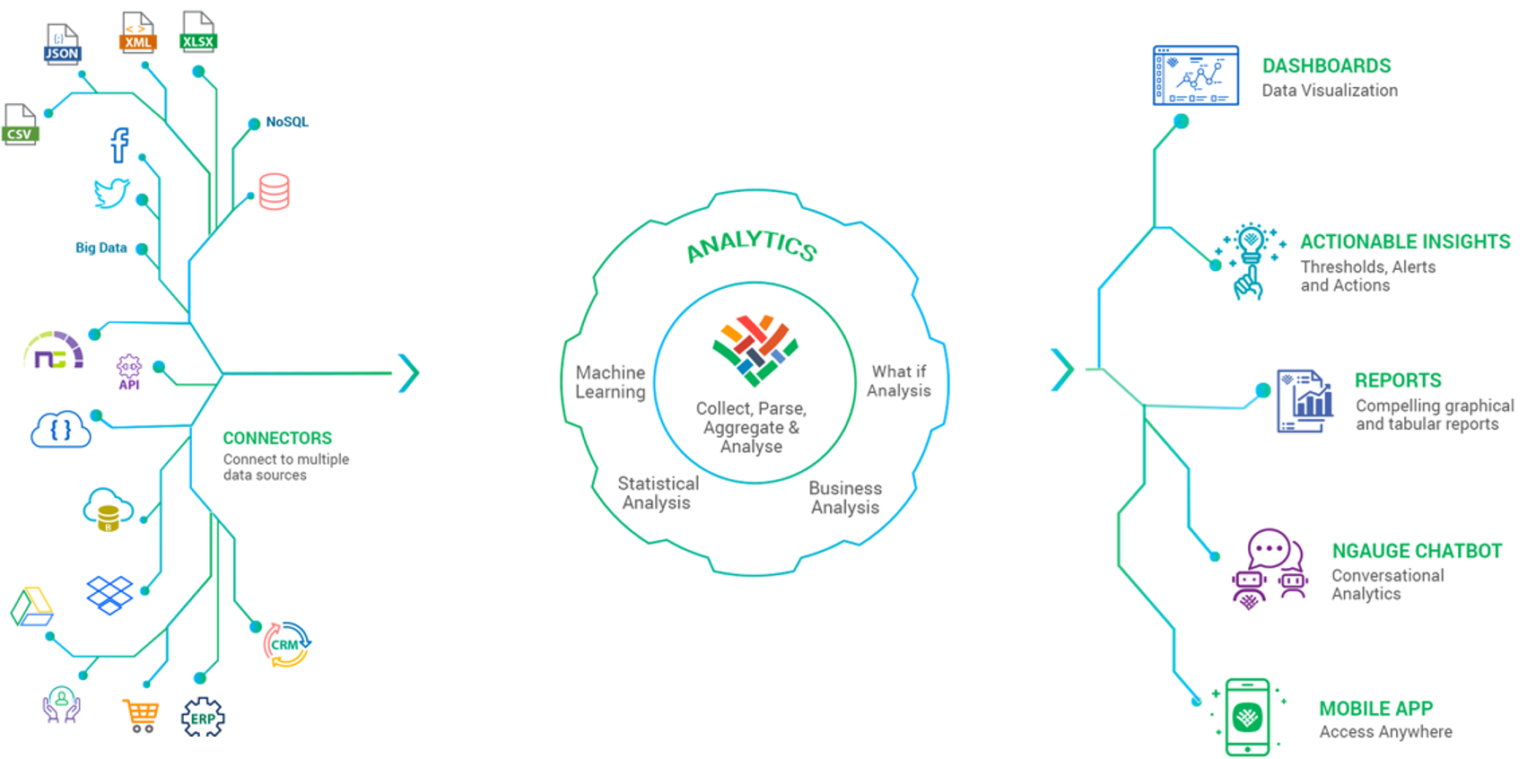 {;}
JSON
< >
XML
XLSX
CSV
NoSQL
Big Data
API
{ }
CONNECTORS
Connect to multiple
data sources
B
CRM
ERP
ANALYTICS
Machine
Learning
What if
Analysis
Collect, Parse,
Aggregate &
Analyse
Statistical
Analysis
Business
Analysis
DASHBOARDS
Data Visualization
ACTIONABLE INSIGHTS
Thresholds, Alerts
and Actions
REPORTS
Compelling graphical
and tabular reports
NGAUGE CHATBOT
Conversational
Analytics
MOBILE APP
Access Anywhere